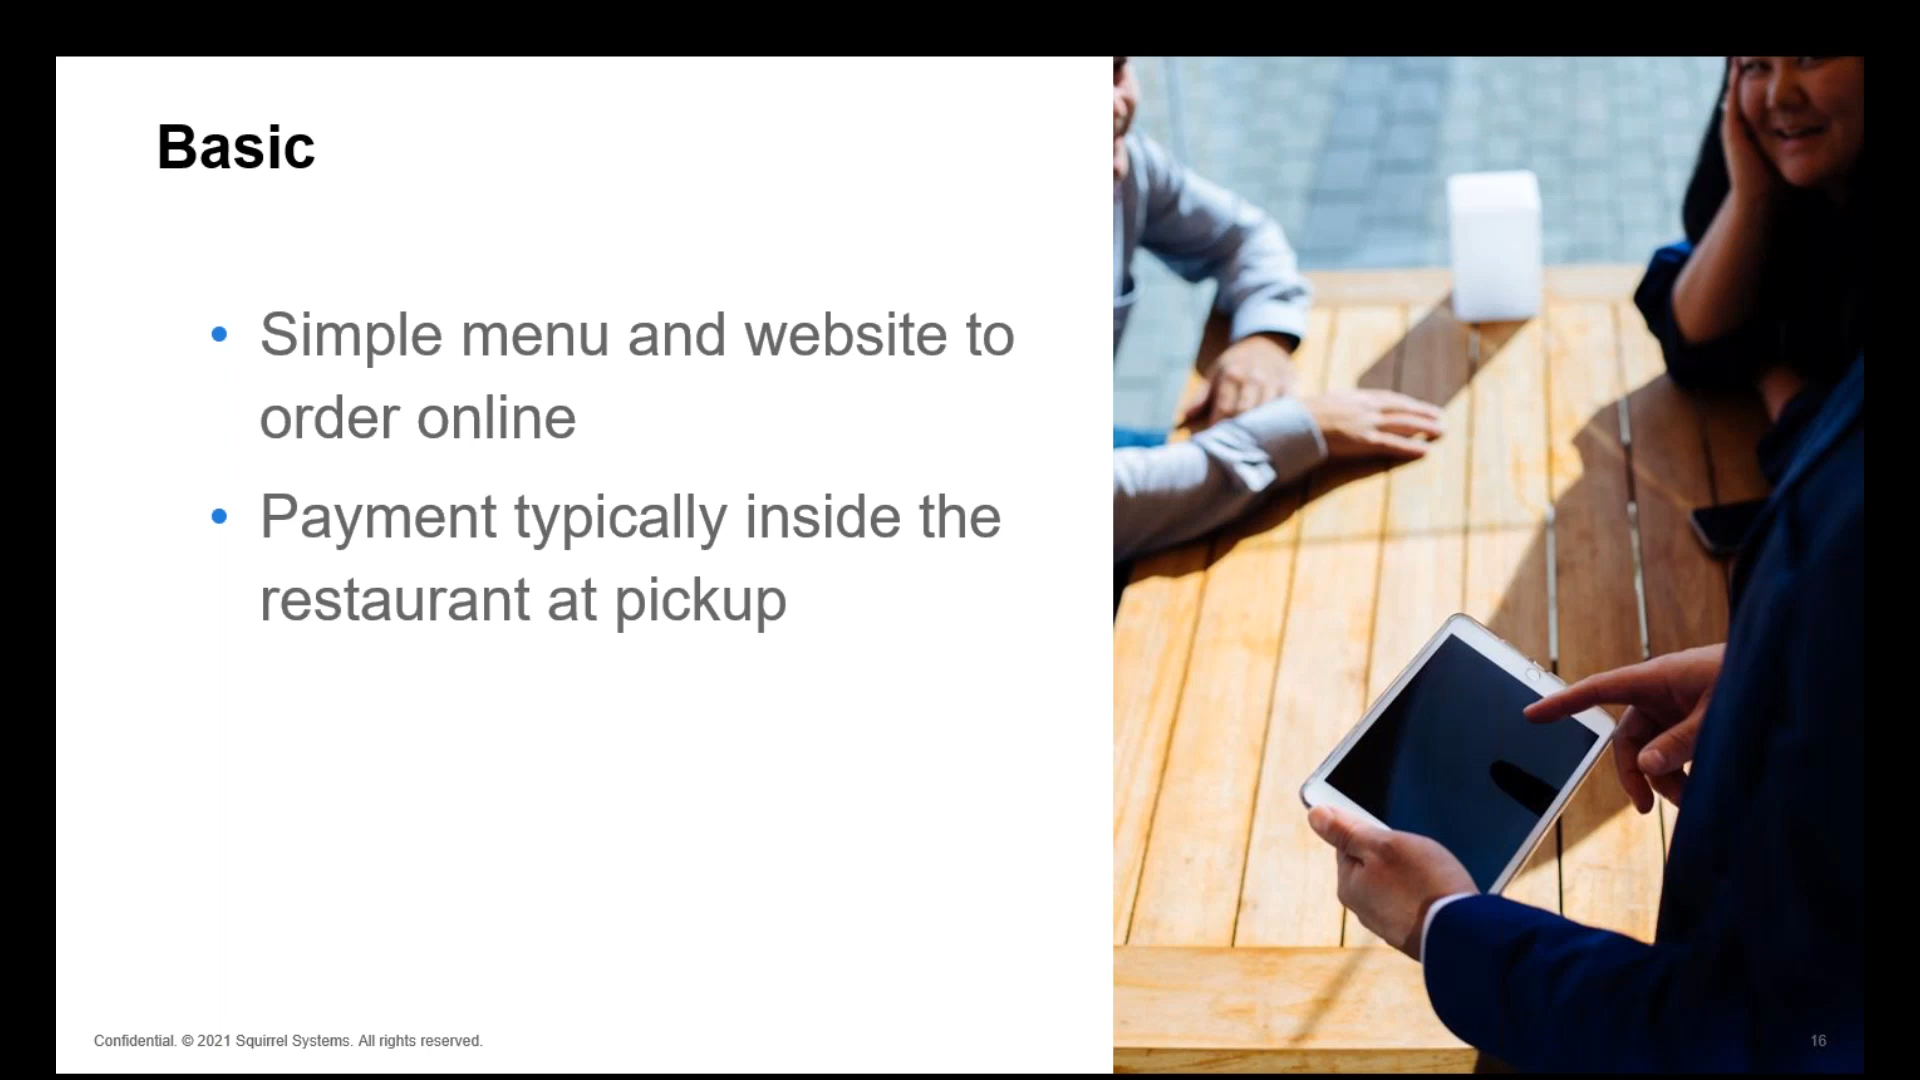 Basic
• Simple menu and website to
order online
• Payment typically inside the
restaurant at pickup
Confidential. © 2021 Squirrel Systems. All rights reserved.
16